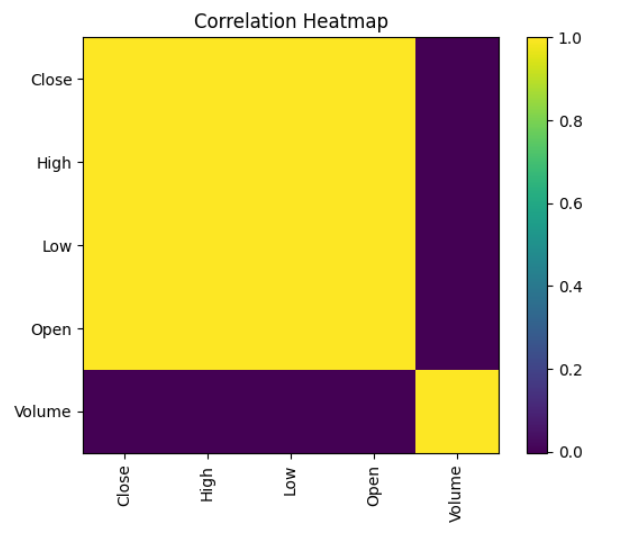 Correlation Heatmap
Close
High
Low
Open
Volume
Close
High
Low
Open
Volume
1.0
0.8
0.6
0.4
0.2
0.0